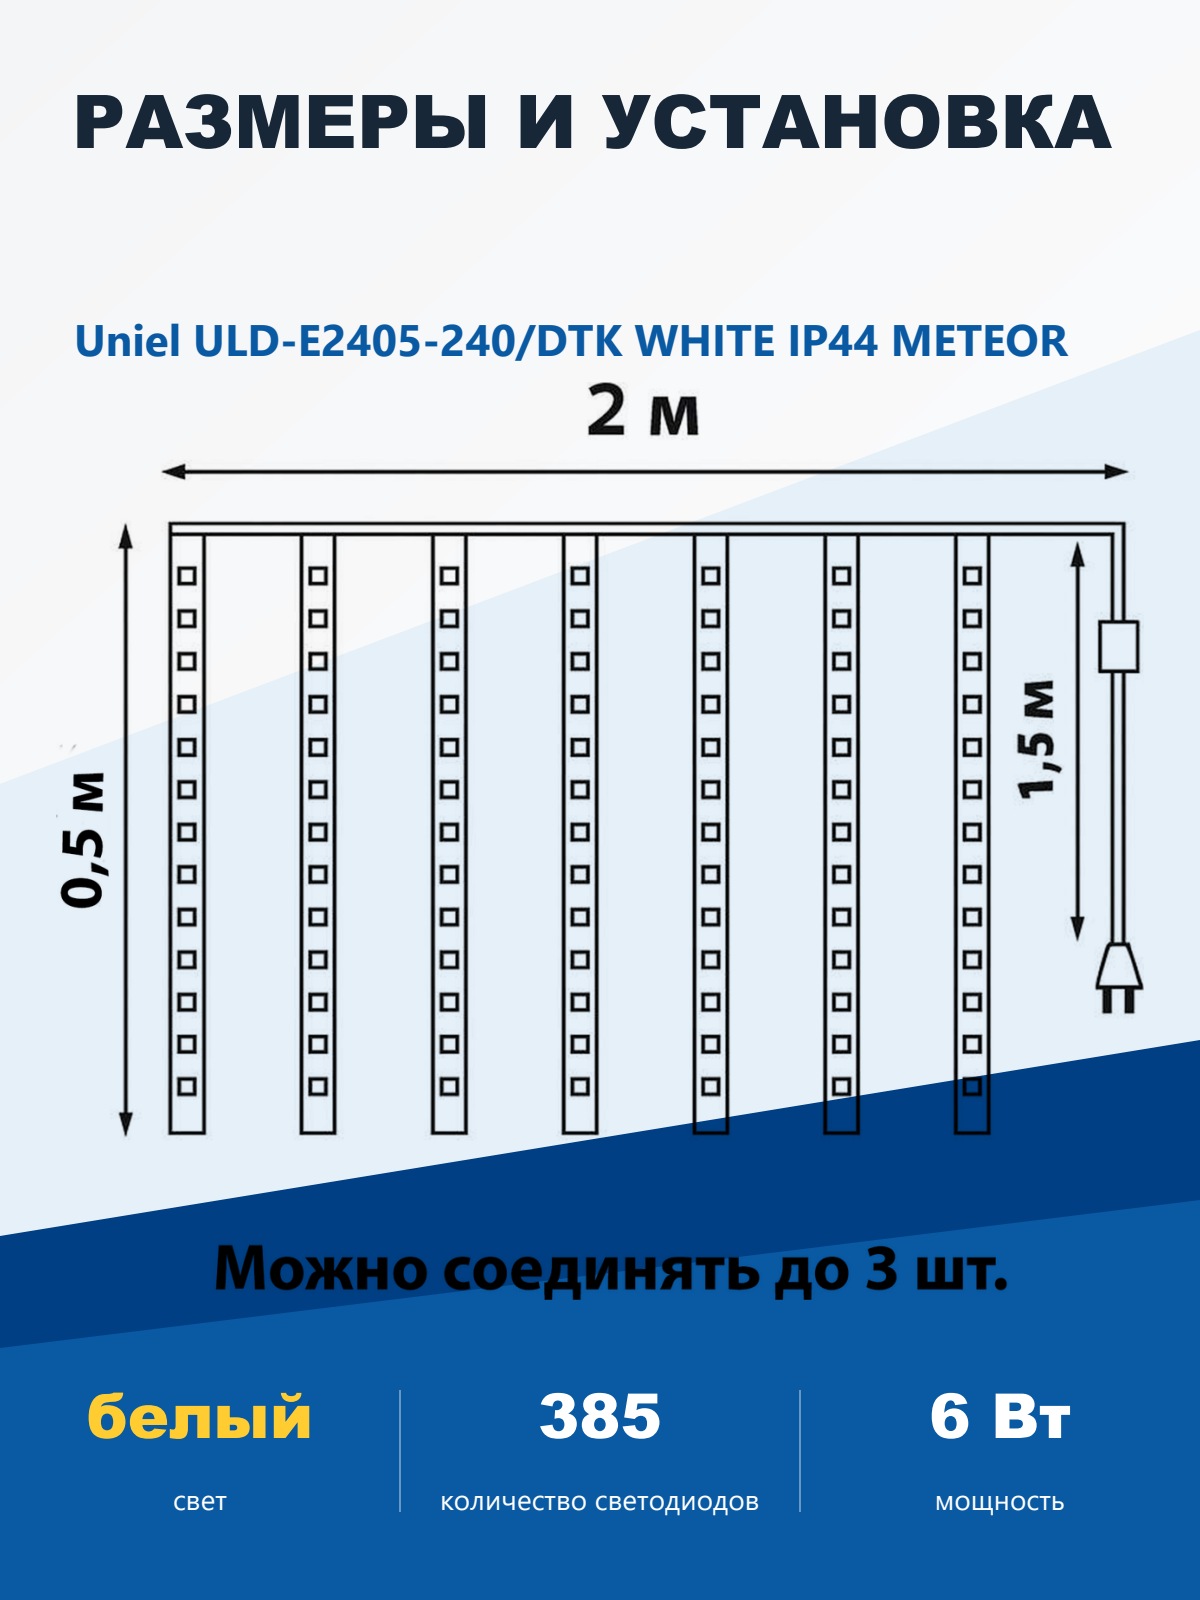 РАЗМЕРЫ И УСТАНОВКА
Uniel ULD-E2405-240/DTK WHITE IP44 METEOR
2 м
0,5 м
1,5 м
Можно соединять до 3 шт.
белый
свет
385
количество светодиодов
6 Вт
мощность